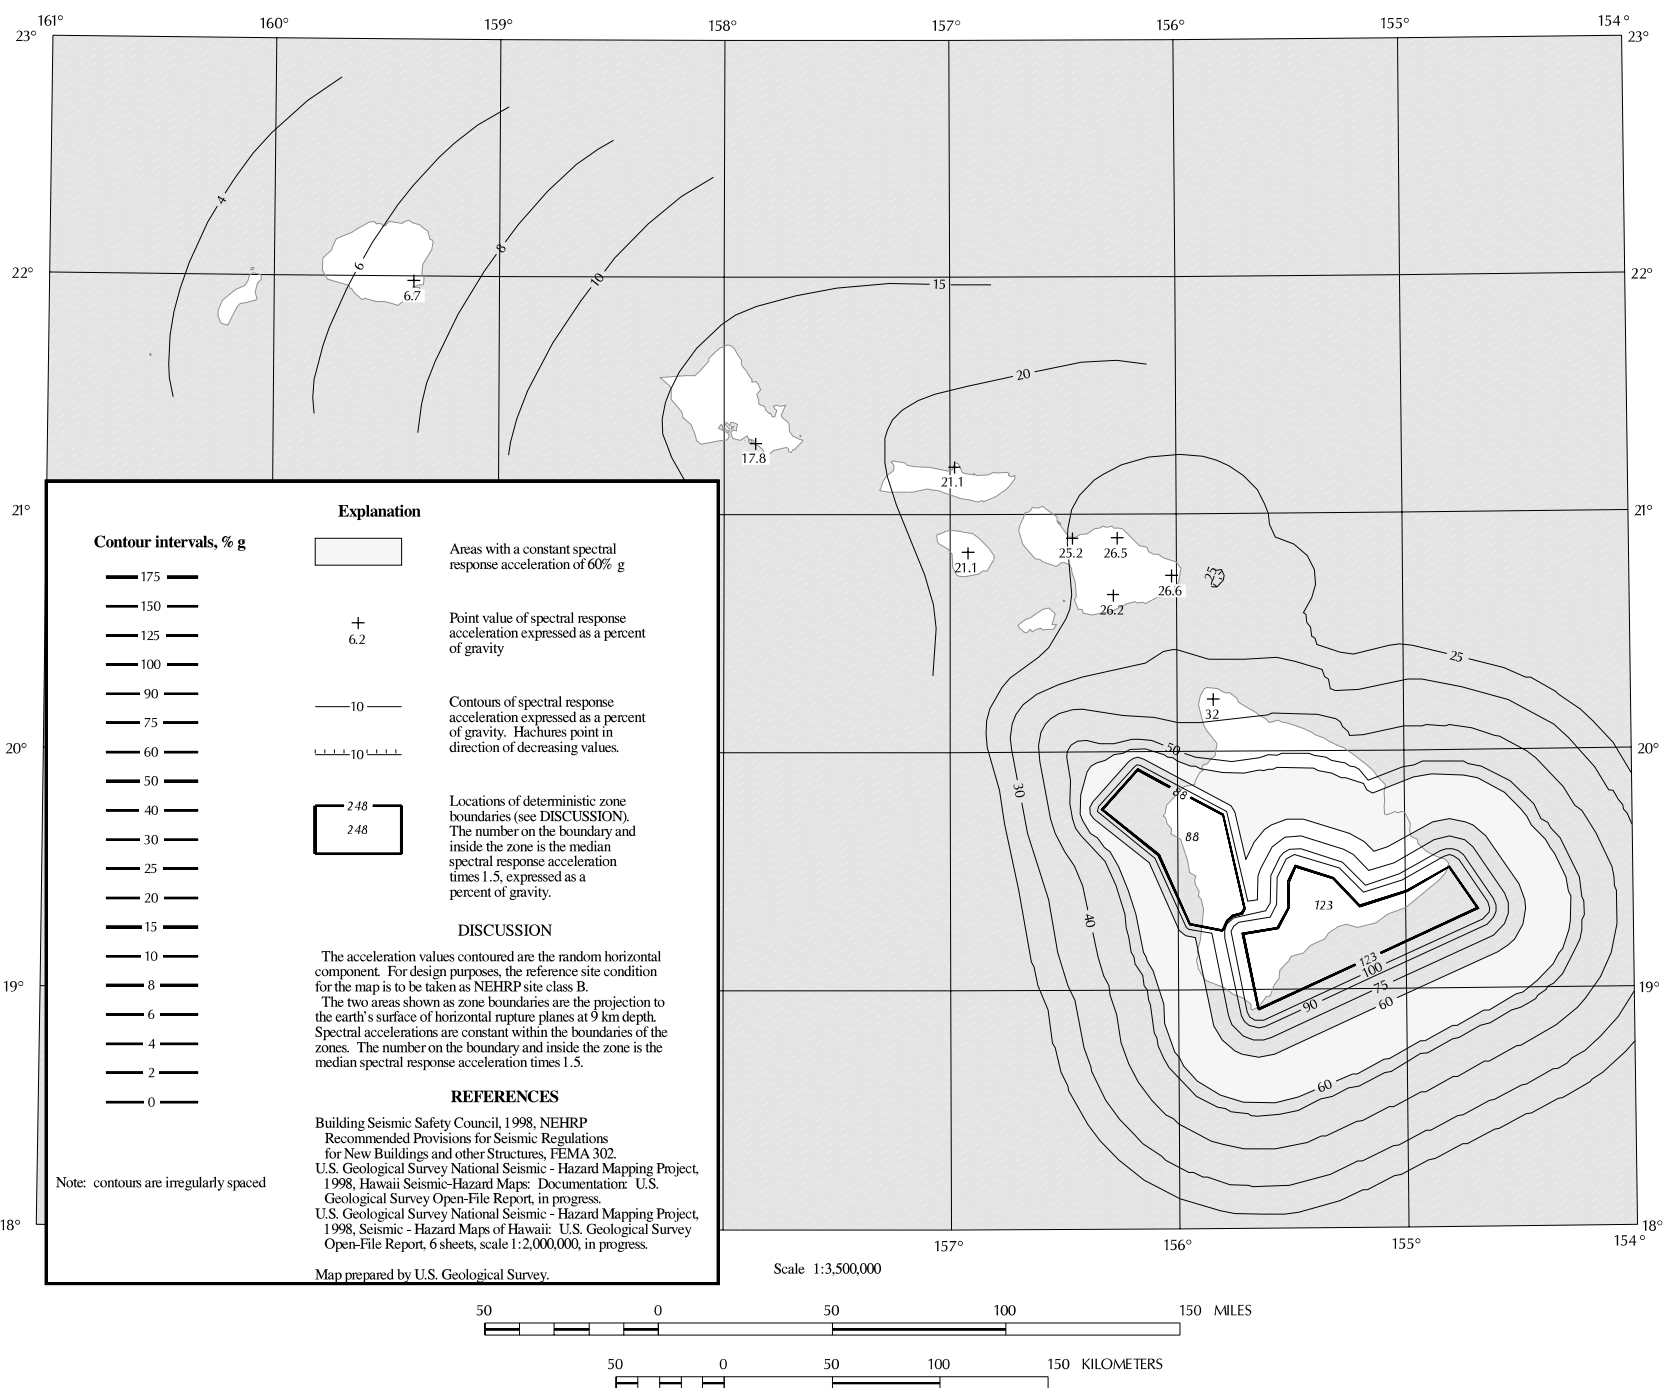 161°
160°
159°
158°
157°
156°
155°
154°
23°
23°
4
8
6
6.7
10
22°
22°
15
20
17.8
21.1
21°
21°
21.1
25.2
26.5
26.6
26.2
25
25
32
20°
20°
50
30
88
88
40
123
123
100
75
90
60
19°
19°
60
18°
18°
157°
156°
155°
154°
Explanation
Contour intervals, % g
175
150
125
100
90
75
60
50
40
30
25
20
15
10
8
6
4
2
0
Note: contours are irregularly spaced
Areas with a constant spectral
response acceleration of 60% g
6.2
Point value of spectral response
acceleration expressed as a percent
of gravity
10
10
Contours of spectral response
acceleration expressed as a percent
of gravity. Hachures point in
direction of decreasing values.
248
248
Locations of deterministic zone
boundaries (see DISCUSSION).
The number on the boundary and
inside the zone is the median
spectral response acceleration
times 1.5, expressed as a
percent of gravity.
DISCUSSION
The acceleration values contoured are the random horizontal
component. For design purposes, the reference site condition
for the map is to be taken as NEHRP site class B.
The two areas shown as zone boundaries are the projection to
the earth's surface of horizontal rupture planes at 9 km depth.
Spectral accelerations are constant within the boundaries of the
zones. The number on the boundary and inside the zone is the
median spectral response acceleration times 1.5.
REFERENCES
Building Seismic Safety Council, 1998, NEHRP
Recommended Provisions for Seismic Regulations
for New Buildings and other Structures, FEMA 302.
U.S. Geological Survey National Seismic - Hazard Mapping Project,
1998, Hawaii Seismic-Hazard Maps: Documentation: U.S.
Geological Survey Open-File Report, in progress.
U.S. Geological Survey National Seismic - Hazard Mapping Project,
1998, Seismic - Hazard Maps of Hawaii: U.S. Geological Survey
Open-File Report, 6 sheets, scale 1:2,000,000, in progress.
Map prepared by U.S. Geological Survey.
Scale 1:3,500,000
50 0 50 100 150 MILES
50 0 50 100 150 KILOMETERS